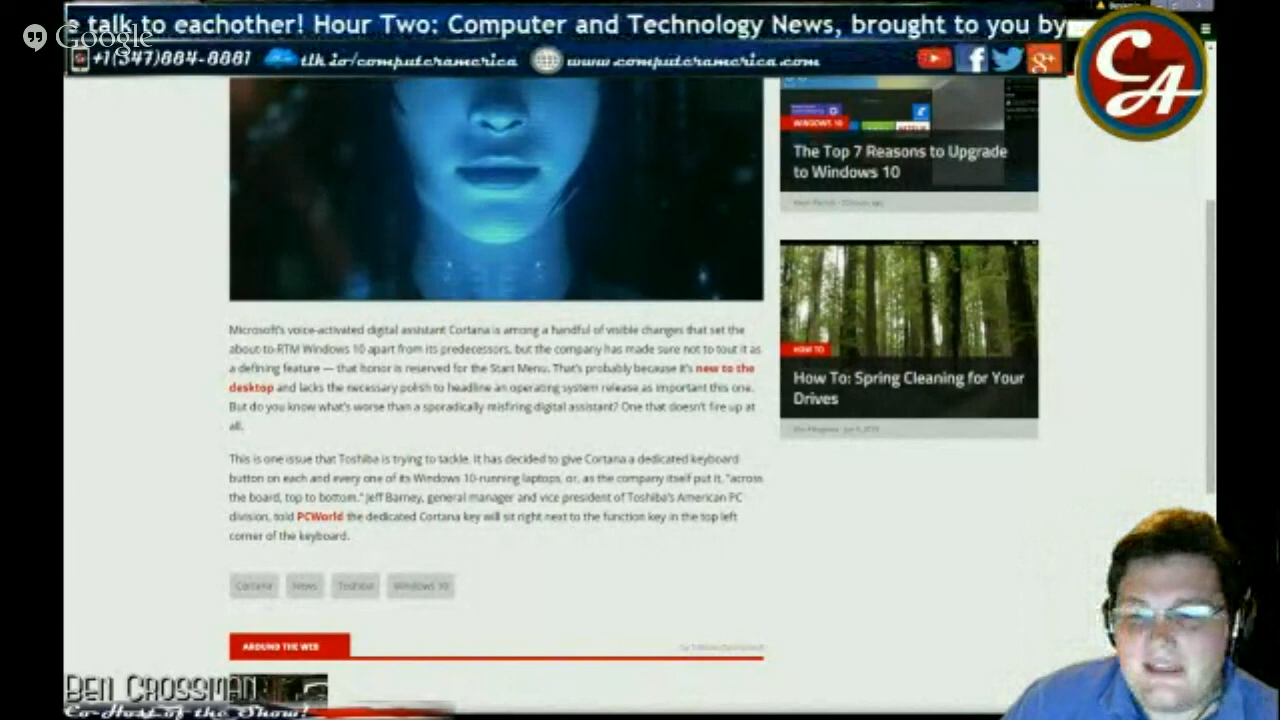 e talk to eachother! Hour Two: Computer and Technology News, brought to you by
Google
+1(347)884-8881 tlk.io/computeramerica www.computeramerica.com
CA
WINDOWS 10
The Top 7 Reasons to Upgrade
to Windows 10
HOW TO
How To: Spring Cleaning for Your
Drives
Microsoft's voice-activated digital assistant Cortana is among a handful of visible changes that set the
about-to-RTM Windows 10 apart from its predecessors, but the company has made sure not to tout it as
a defining feature — that honor is reserved for the Start Menu. That's probably because it's new to the
desktop and lacks the necessary polish to headline an operating system release as important this one.
But do you know what's worse than a sporadically misfiring digital assistant? One that doesn't fire up at
all.
This is one issue that Toshiba is trying to tackle. It has decided to give Cortana a dedicated keyboard
button on each and every one of its Windows 10-running laptops, or, as the company itself put it, "across
the board, top to bottom." Jeff Barney, general manager and vice president of Toshiba's American PC
division, told PCWorld the dedicated Cortana key will sit right next to the function key in the top left
corner of the keyboard.
Cortana News Toshiba Windows 10
AROUND THE WEB
Ben Crossman
Co-Host of the Show!